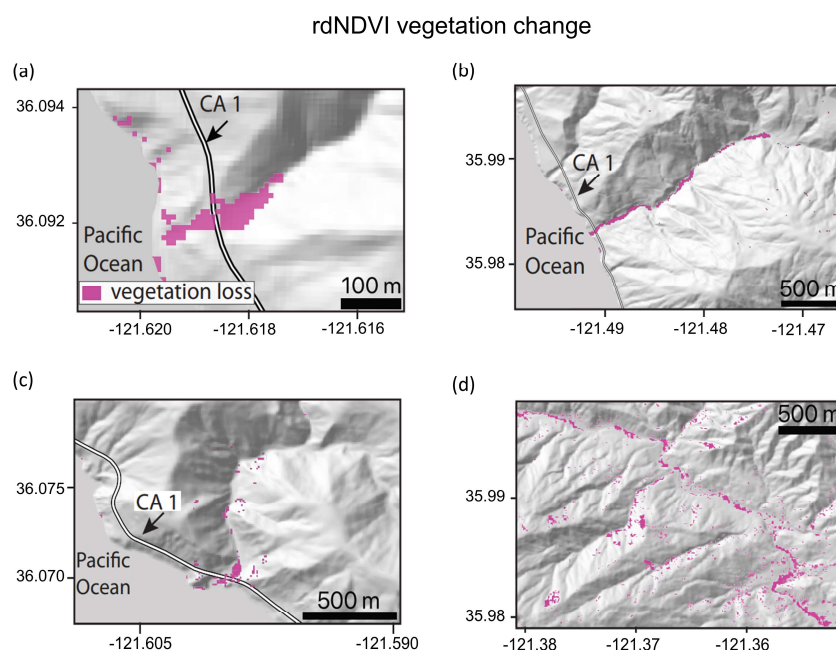 rdNDVI vegetation change
(a)
36.094
36.092
CA 1
Pacific
Ocean
vegetation loss
100 m
-121.620
-121.618
-121.616
(b)
35.99
35.98
CA 1
Pacific
Ocean
500 m
-121.49
-121.48
-121.47
(c)
36.075
36.070
CA 1
Pacific
Ocean
500 m
-121.605
-121.590
(d)
500 m
35.99
35.98
-121.38
-121.37
-121.36